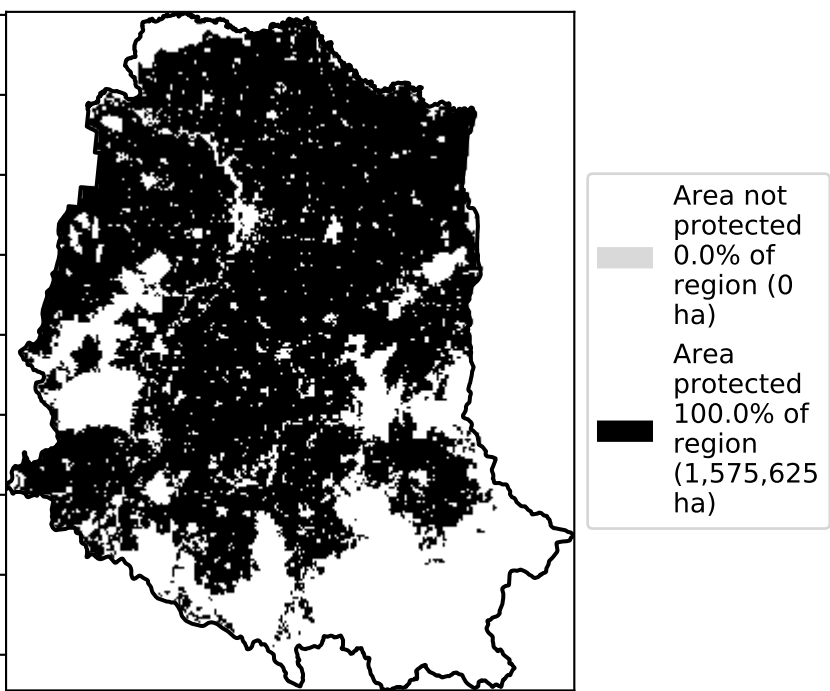 Area not
protected
0.0% of
region (0
ha)
Area
protected
100.0% of
region
(1,575,625
ha)